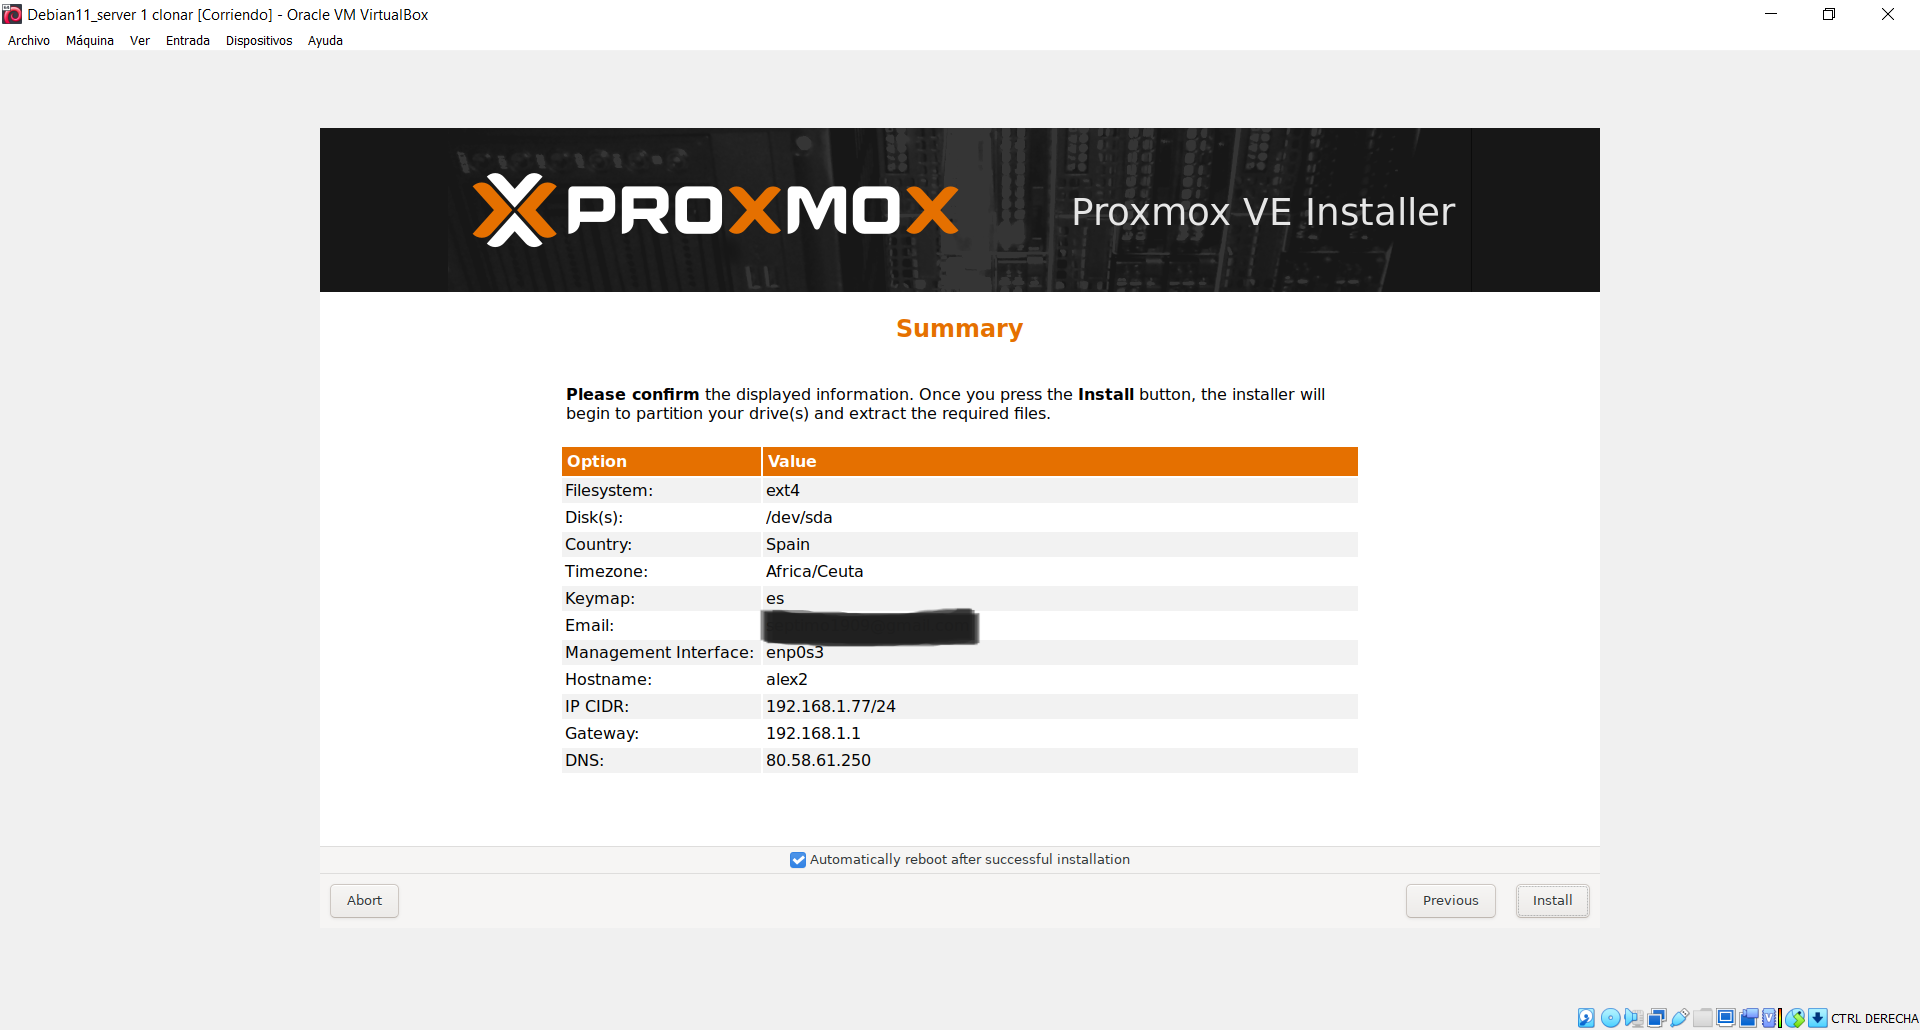 Debian11_server 1 clonar [Corriendo] - Oracle VM VirtualBox
Archivo Máquina Ver Entrada Dispositivos Ayuda
PROXMOX
Proxmox VE Installer
Summary
Please confirm the displayed information. Once you press the Install button, the installer will
begin to partition your drive(s) and extract the required files.
Option Value
Filesystem: ext4
Disk(s): /dev/sda
Country: Spain
Timezone: Africa/Ceuta
Keymap: es
Email:
Management Interface: enp0s3
Hostname: alex2
IP CIDR: 192.168.1.77/24
Gateway: 192.168.1.1
DNS: 80.58.61.250
Automatically reboot after successful installation
Abort Previous Install
CTRL DERECHA